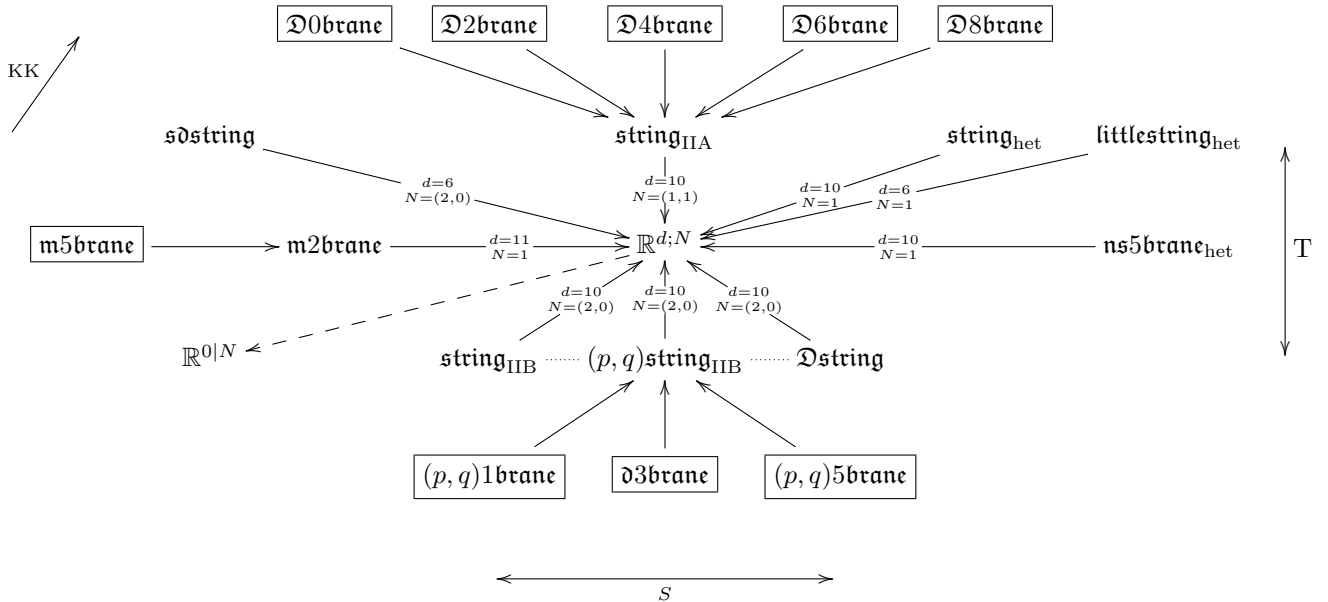 𝔇0𝔟𝔯𝔞𝔫𝔢 𝔇2𝔟𝔯𝔞𝔫𝔢 𝔇4𝔟𝔯𝔞𝔫𝔢 𝔇6𝔟𝔯𝔞𝔫𝔢 𝔇8𝔟𝔯𝔞𝔫𝔢
KK
𝔰𝔡𝔰𝔱𝔯𝔦𝔫𝔤 𝔰𝔱𝔯𝔦𝔫𝔤_IIA 𝔰𝔱𝔯𝔦𝔫𝔤_het 𝔩𝔦𝔱𝔱𝔩𝔢𝔰𝔱𝔯𝔦𝔫𝔤_het
d=6 d=10 d=10 d=6
N=(2,0) N=(1,1) N=1 N=1
𝔪5𝔟𝔯𝔞𝔫𝔢 𝔪2𝔟𝔯𝔞𝔫𝔢 d=11 ℝ^{d;N} d=10 𝔫𝔰5𝔟𝔯𝔞𝔫𝔢_het T
N=1 N=1
d=10 d=10 d=10
N=(2,0) N=(2,0) N=(2,0)
ℝ^{0|N} 𝔰𝔱𝔯𝔦𝔫𝔤_IIB (p, q)𝔰𝔱𝔯𝔦𝔫𝔤_IIB 𝔇𝔰𝔱𝔯𝔦𝔫𝔤
(p, q)1𝔟𝔯𝔞𝔫𝔢 𝔡3𝔟𝔯𝔞𝔫𝔢 (p, q)5𝔟𝔯𝔞𝔫𝔢
S